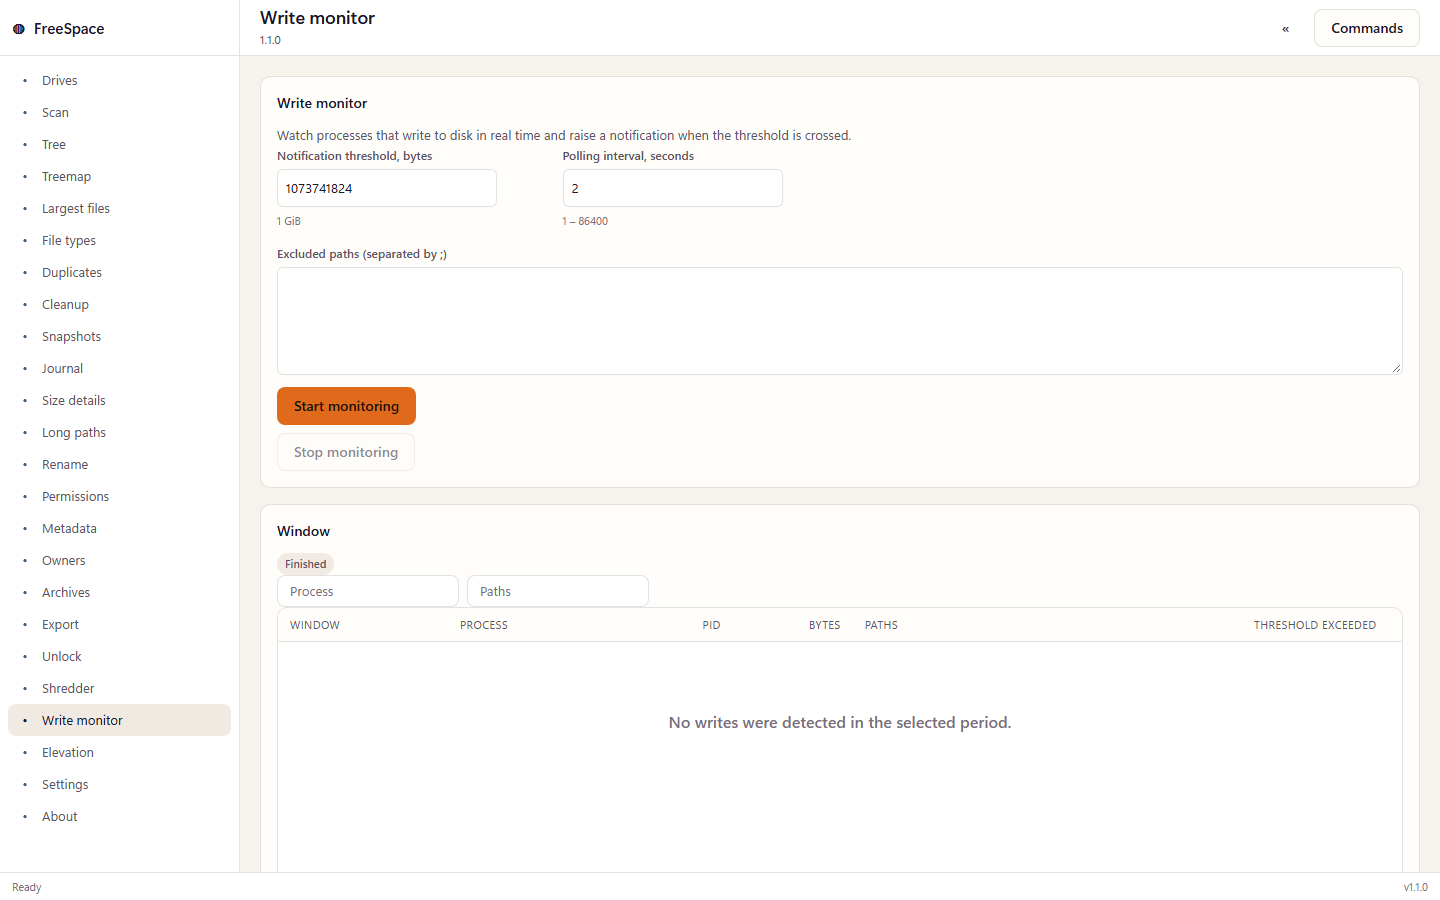 FreeSpace
Write monitor
1.1.0
«
Commands
• Drives
• Scan
• Tree
• Treemap
• Largest files
• File types
• Duplicates
• Cleanup
• Snapshots
• Journal
• Size details
• Long paths
• Rename
• Permissions
• Metadata
• Owners
• Archives
• Export
• Unlock
• Shredder
• Write monitor
• Elevation
• Settings
• About
Write monitor
Watch processes that write to disk in real time and raise a notification when the threshold is crossed.
Notification threshold, bytes
1073741824
1 GiB
Polling interval, seconds
2
1 – 86400
Excluded paths (separated by ;)
Start monitoring
Stop monitoring
Window
Finished
Process
Paths
WINDOW PROCESS PID BYTES PATHS THRESHOLD EXCEEDED
No writes were detected in the selected period.
Ready
v1.1.0